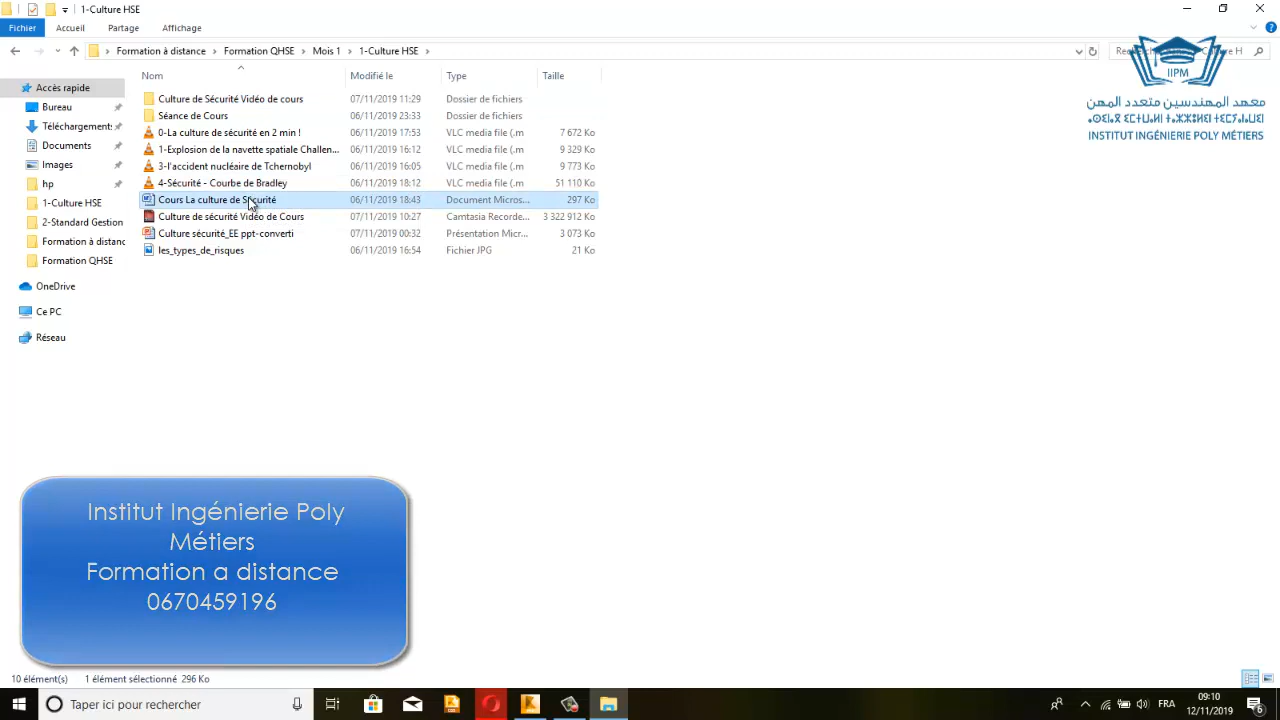 1-Culture HSE
Fichier Accueil Partage Affichage
Formation à distance > Formation QHSE > Mois 1 > 1-Culture HSE >
Nom Modifié le Type Taille
Accès rapide
Bureau
Téléchargements
Documents
Images
hp
1-Culture HSE
2-Standard Gestion
Formation à distanc
Formation QHSE
OneDrive
Ce PC
Réseau
Culture de Sécurité Vidéo de cours 07/11/2019 11:29 Dossier de fichiers
Séance de Cours 06/11/2019 23:33 Dossier de fichiers
0-La culture de sécurité en 2 min ! 06/11/2019 17:53 VLC media file (.m 7 672 Ko
1-Explosion de la navette spatiale Challen... 06/11/2019 16:12 VLC media file (.m 9 329 Ko
3-l'accident nucléaire de Tchernobyl 06/11/2019 16:05 VLC media file (.m 9 773 Ko
4-Sécurité - Courbe de Bradley 06/11/2019 18:12 VLC media file (.m 51 110 Ko
Cours La culture de Sécurité 06/11/2019 18:43 Document Micros... 297 Ko
Culture de sécurité Vidéo de Cours 07/11/2019 10:27 Camtasia Recorde... 3 322 912 Ko
Culture sécurité_EE ppt-converti 07/11/2019 00:32 Présentation Micr... 3 073 Ko
les_types_de_risques 06/11/2019 16:54 Fichier JPG 21 Ko
IIPM
معهد المهندسين متعدد المهن
INSTITUT INGÉNIERIE POLY MÉTIERS
Institut Ingénierie Poly
Métiers
Formation a distance
0670459196
10 élément(s) 1 élément sélectionné 296 Ko
Taper ici pour rechercher
FRA
09:10
12/11/2019
6